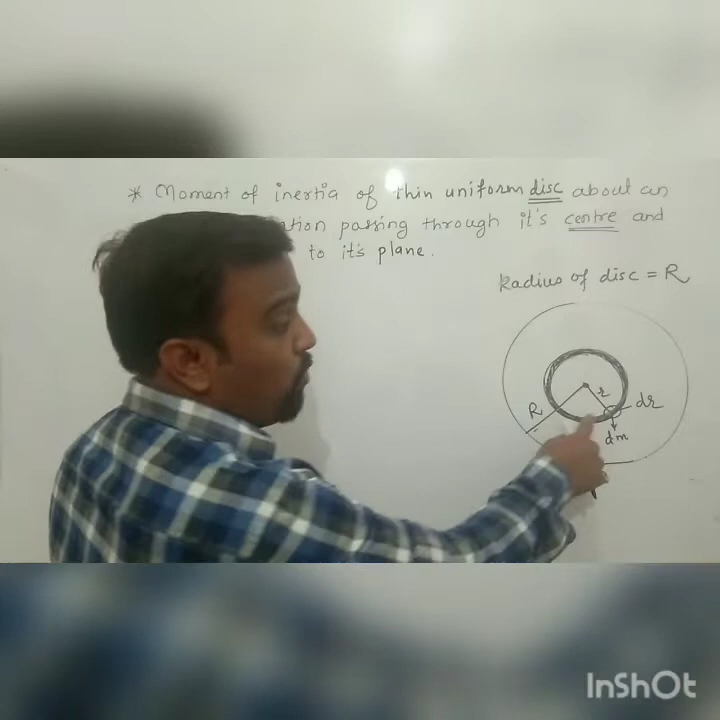 * Moment of inertia of thin uniform disc about an
passing through it's centre and
to it's plane.
Radius of disc = R
R
r
dr
dm
InShOt